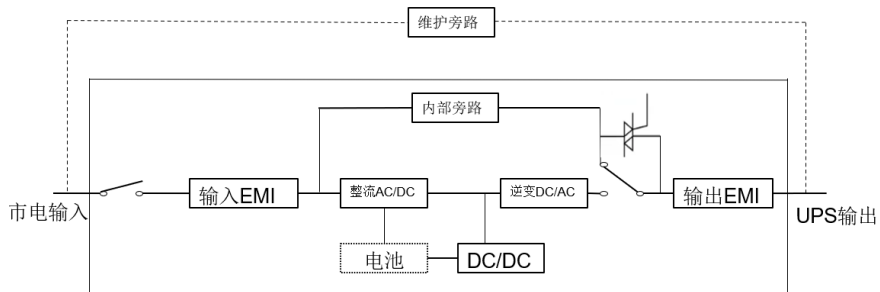 维护旁路
内部旁路
市电输入
输入EMI
整流AC/DC
逆变DC/AC
输出EMI
UPS输出
电池
DC/DC